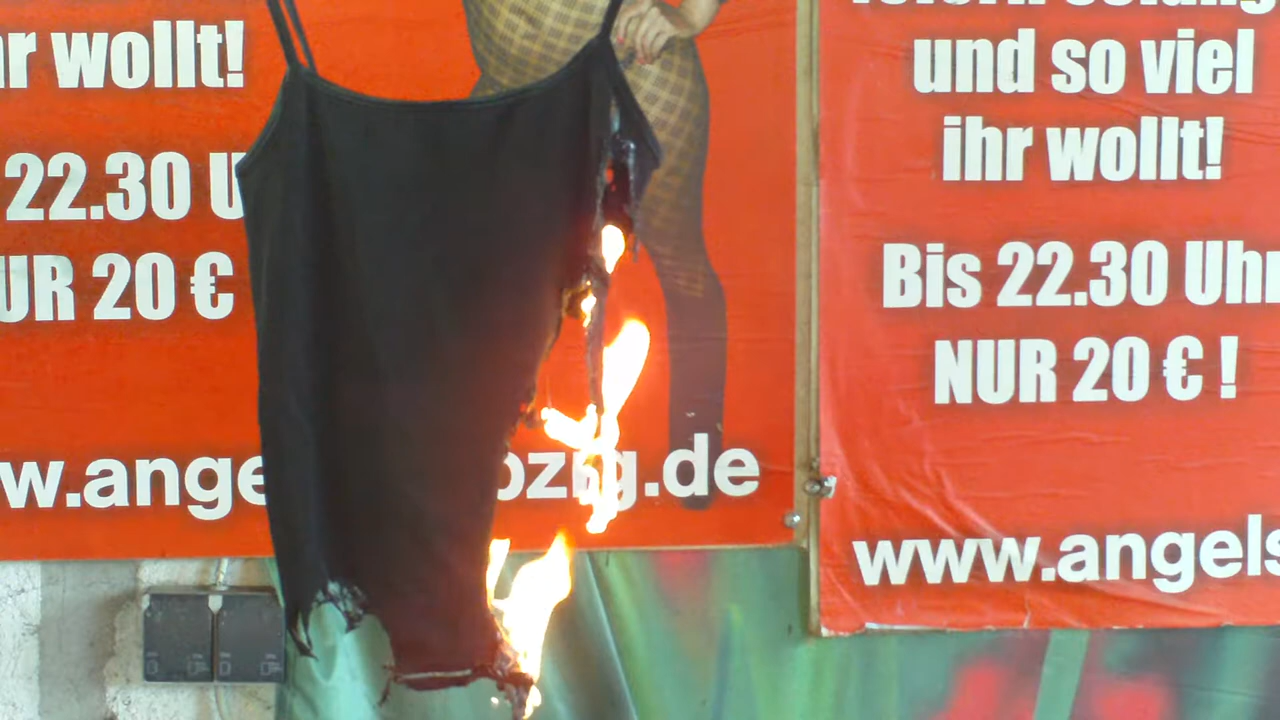 wollt!
22.30 U
UR 20 €
w.ange
.de
und so viel
ihr wollt!
Bis 22.30 Uhr
NUR 20 € !
www.angels